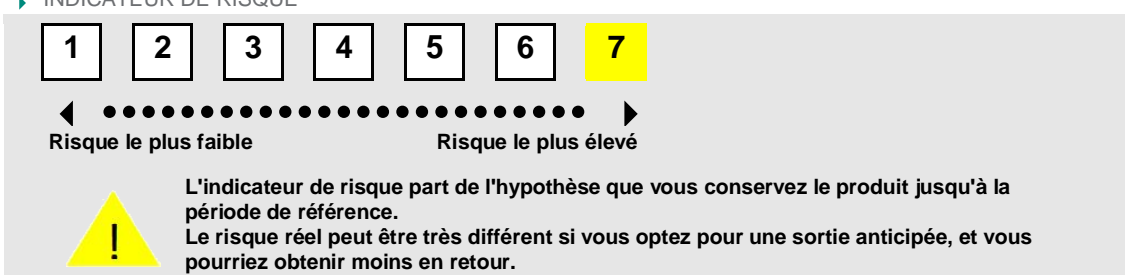 INDICATEUR DE RISQUE
1 2 3 4 5 6 7
Risque le plus faible Risque le plus élevé
L'indicateur de risque part de l'hypothèse que vous conservez le produit jusqu'à la
période de référence.
Le risque réel peut être très différent si vous optez pour une sortie anticipée, et vous
pourriez obtenir moins en retour.
!